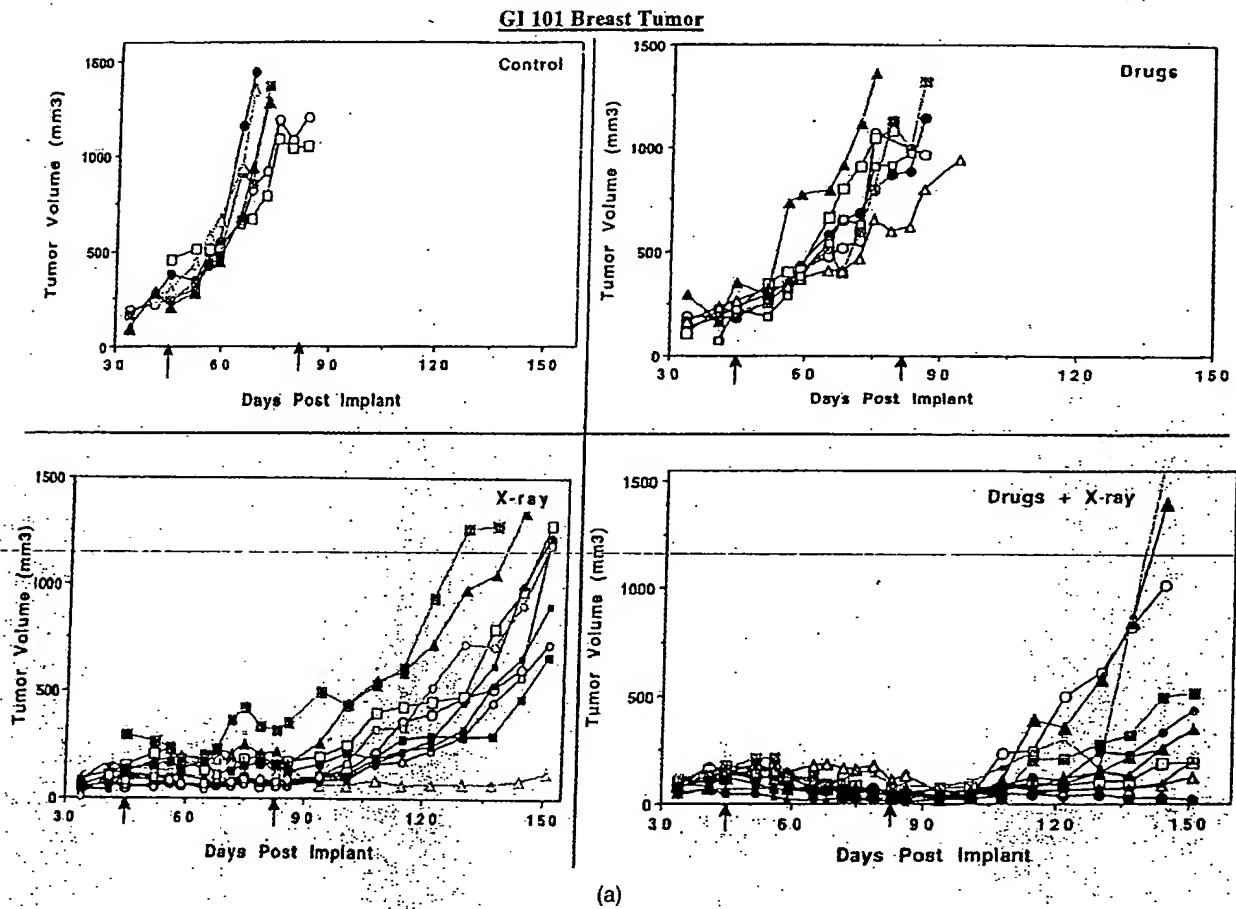 GI 101 Breast Tumor
Control
Tumor Volume (mm3)
1500
1000
500
0
30 60 90 120 150
Days Post Implant
Drugs
Tumor Volume (mm3)
1500
1000
500
0
30 60 90 120 150
Days Post Implant
X-ray
Tumor Volume (mm3)
1500
1000
500
0
30 60 90 120 150
Days Post Implant
Drugs + X-ray
Tumor Volume (mm3)
1500
1000
500
0
30 60 90 120 150
Days Post Implant
(a)